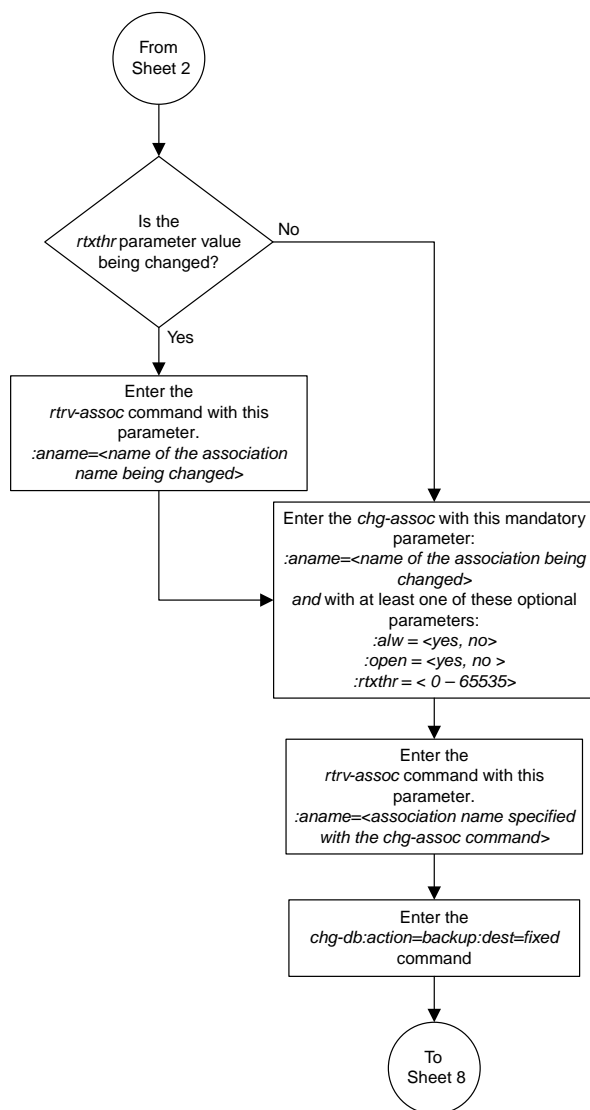 From
Sheet 2
Is the
rtxthr parameter value
being changed?
No
Yes
Enter the
rtrv-assoc command with this
parameter.
:aname=<name of the association
name being changed>
Enter the chg-assoc with this mandatory
parameter:
:aname=<name of the association being
changed>
and with at least one of these optional
parameters:
:alw = <yes, no>
:open = <yes, no >
:rtxthr = < 0 – 65535>
Enter the
rtrv-assoc command with this
parameter.
:aname=<association name specified
with the chg-assoc command>
Enter the
chg-db:action=backup:dest=fixed
command
To
Sheet 8